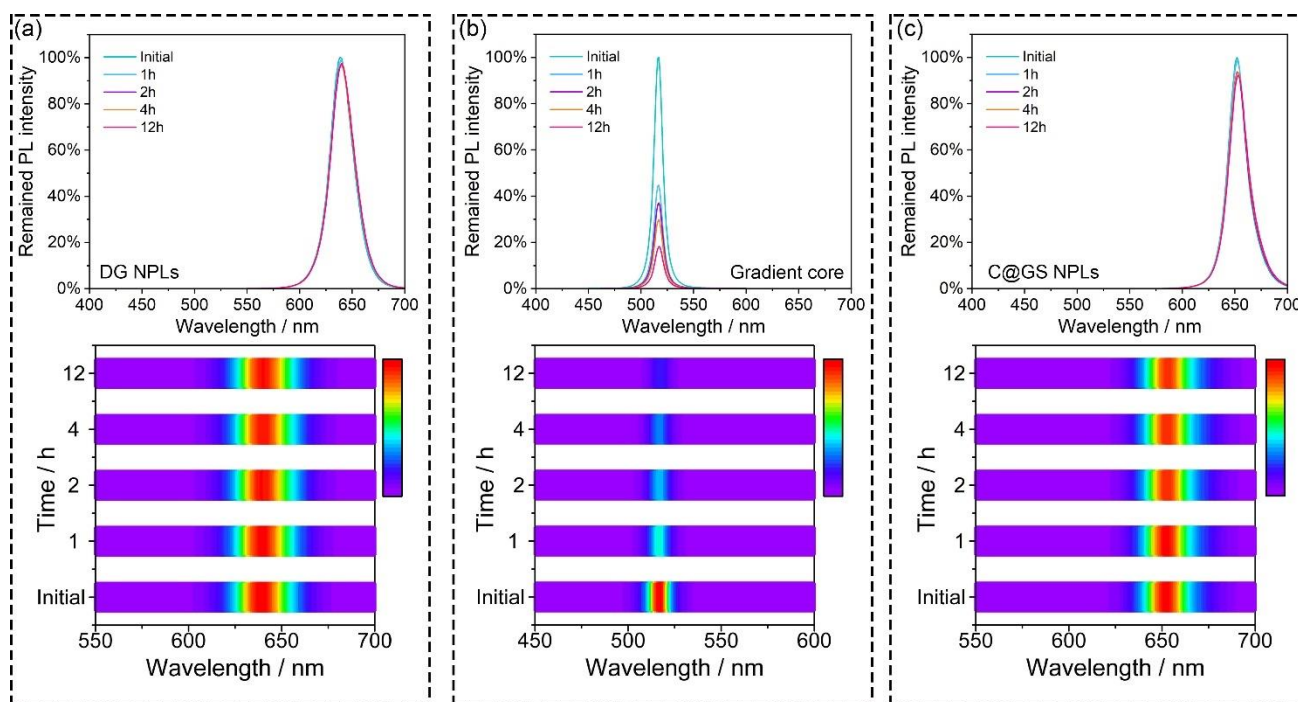 (a)
Remained PL intensity
100%
80%
60%
40%
20%
0%
Initial
1h
2h
4h
12h
DG NPLs
400 450 500 550 600 650 700
Wavelength / nm
Time / h
12
4
2
1
Initial
550 600 650 700
Wavelength / nm
(b)
Remained PL intensity
100%
80%
60%
40%
20%
0%
Initial
1h
2h
4h
12h
Gradient core
400 450 500 550 600 650 700
Wavelength / nm
Time / h
12
4
2
1
Initial
450 500 550 600
Wavelength / nm
(c)
Remained PL intensity
100%
80%
60%
40%
20%
0%
Initial
1h
2h
4h
12h
C@GS NPLs
400 450 500 550 600 650 700
Wavelength / nm
Time / h
12
4
2
1
Initial
550 600 650 700
Wavelength / nm